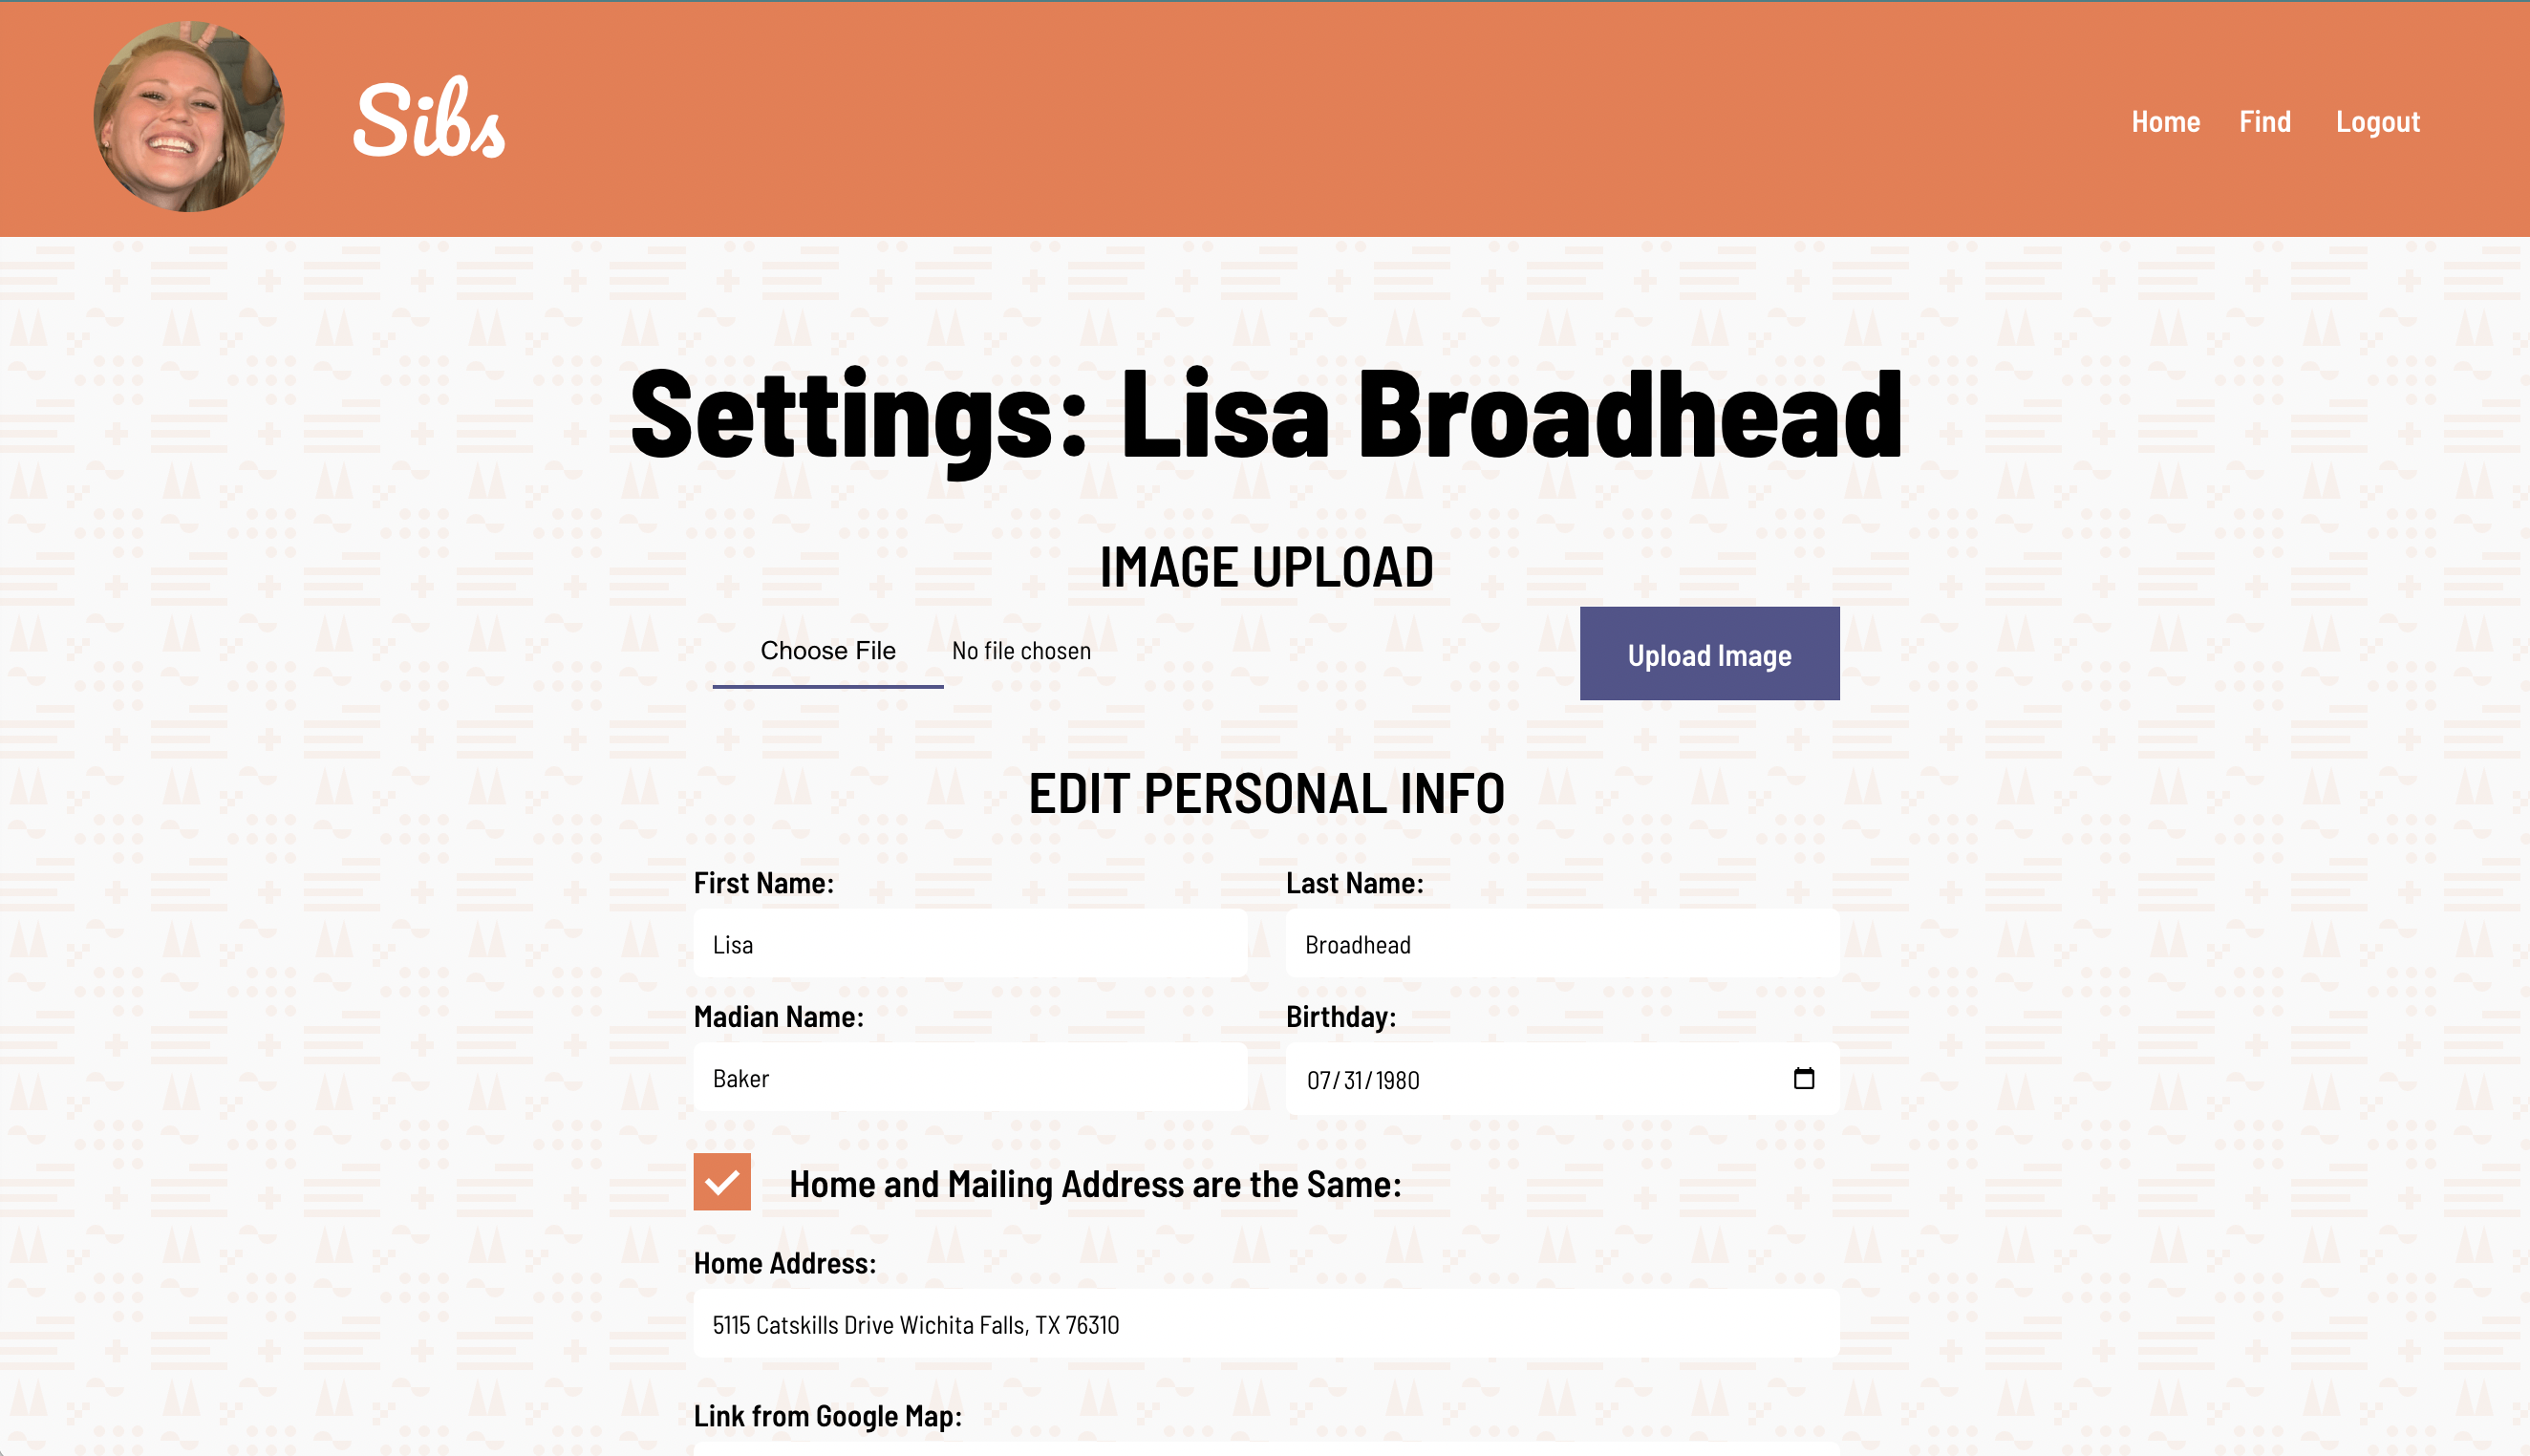 Sibs
Home Find Logout
Settings: Lisa Broadhead
IMAGE UPLOAD
Choose File No file chosen
Upload Image
EDIT PERSONAL INFO
First Name: Last Name:
Lisa Broadhead
Madian Name: Birthday:
Baker 07/31/1980
Home and Mailing Address are the Same:
Home Address:
5115 Catskills Drive Wichita Falls, TX 76310
Link from Google Map: